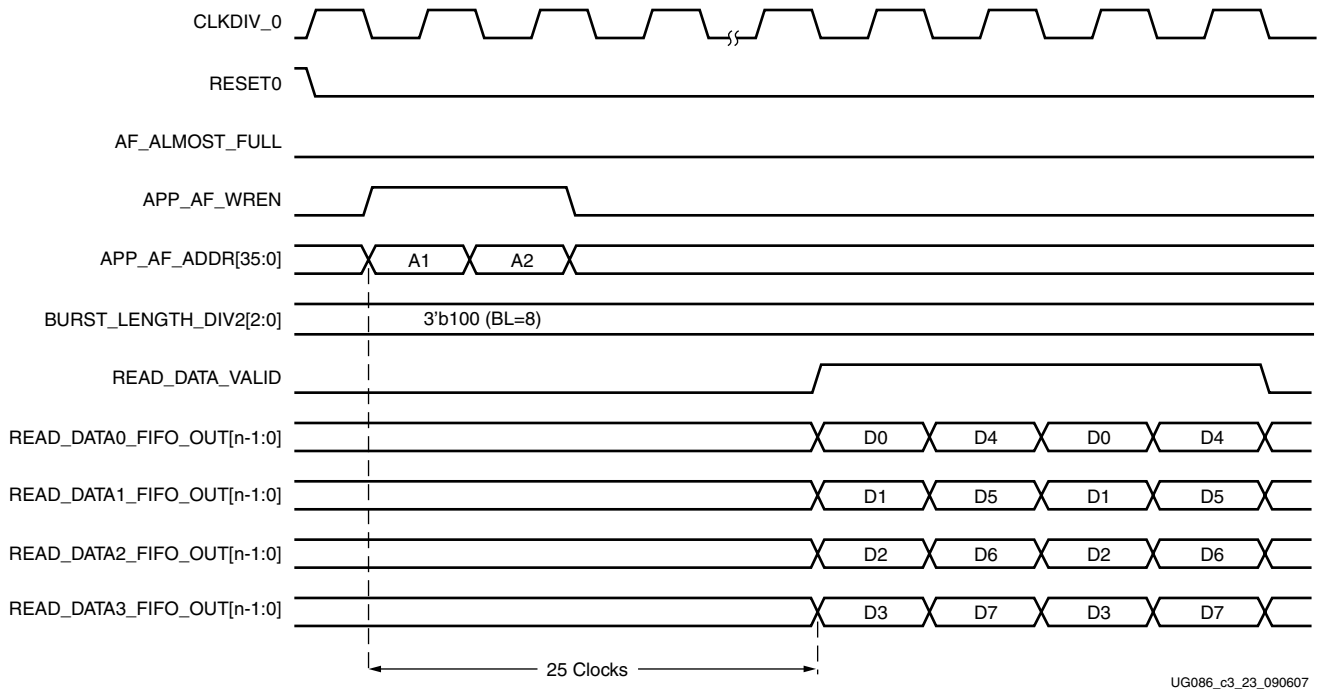 CLKDIV_0
RESET0
AF_ALMOST_FULL
APP_AF_WREN
APP_AF_ADDR[35:0] A1 A2
BURST_LENGTH_DIV2[2:0] 3'b100 (BL=8)
READ_DATA_VALID
READ_DATA0_FIFO_OUT[n-1:0] D0 D4 D0 D4
READ_DATA1_FIFO_OUT[n-1:0] D1 D5 D1 D5
READ_DATA2_FIFO_OUT[n-1:0] D2 D6 D2 D6
READ_DATA3_FIFO_OUT[n-1:0] D3 D7 D3 D7
25 Clocks
UG086_c3_23_090607